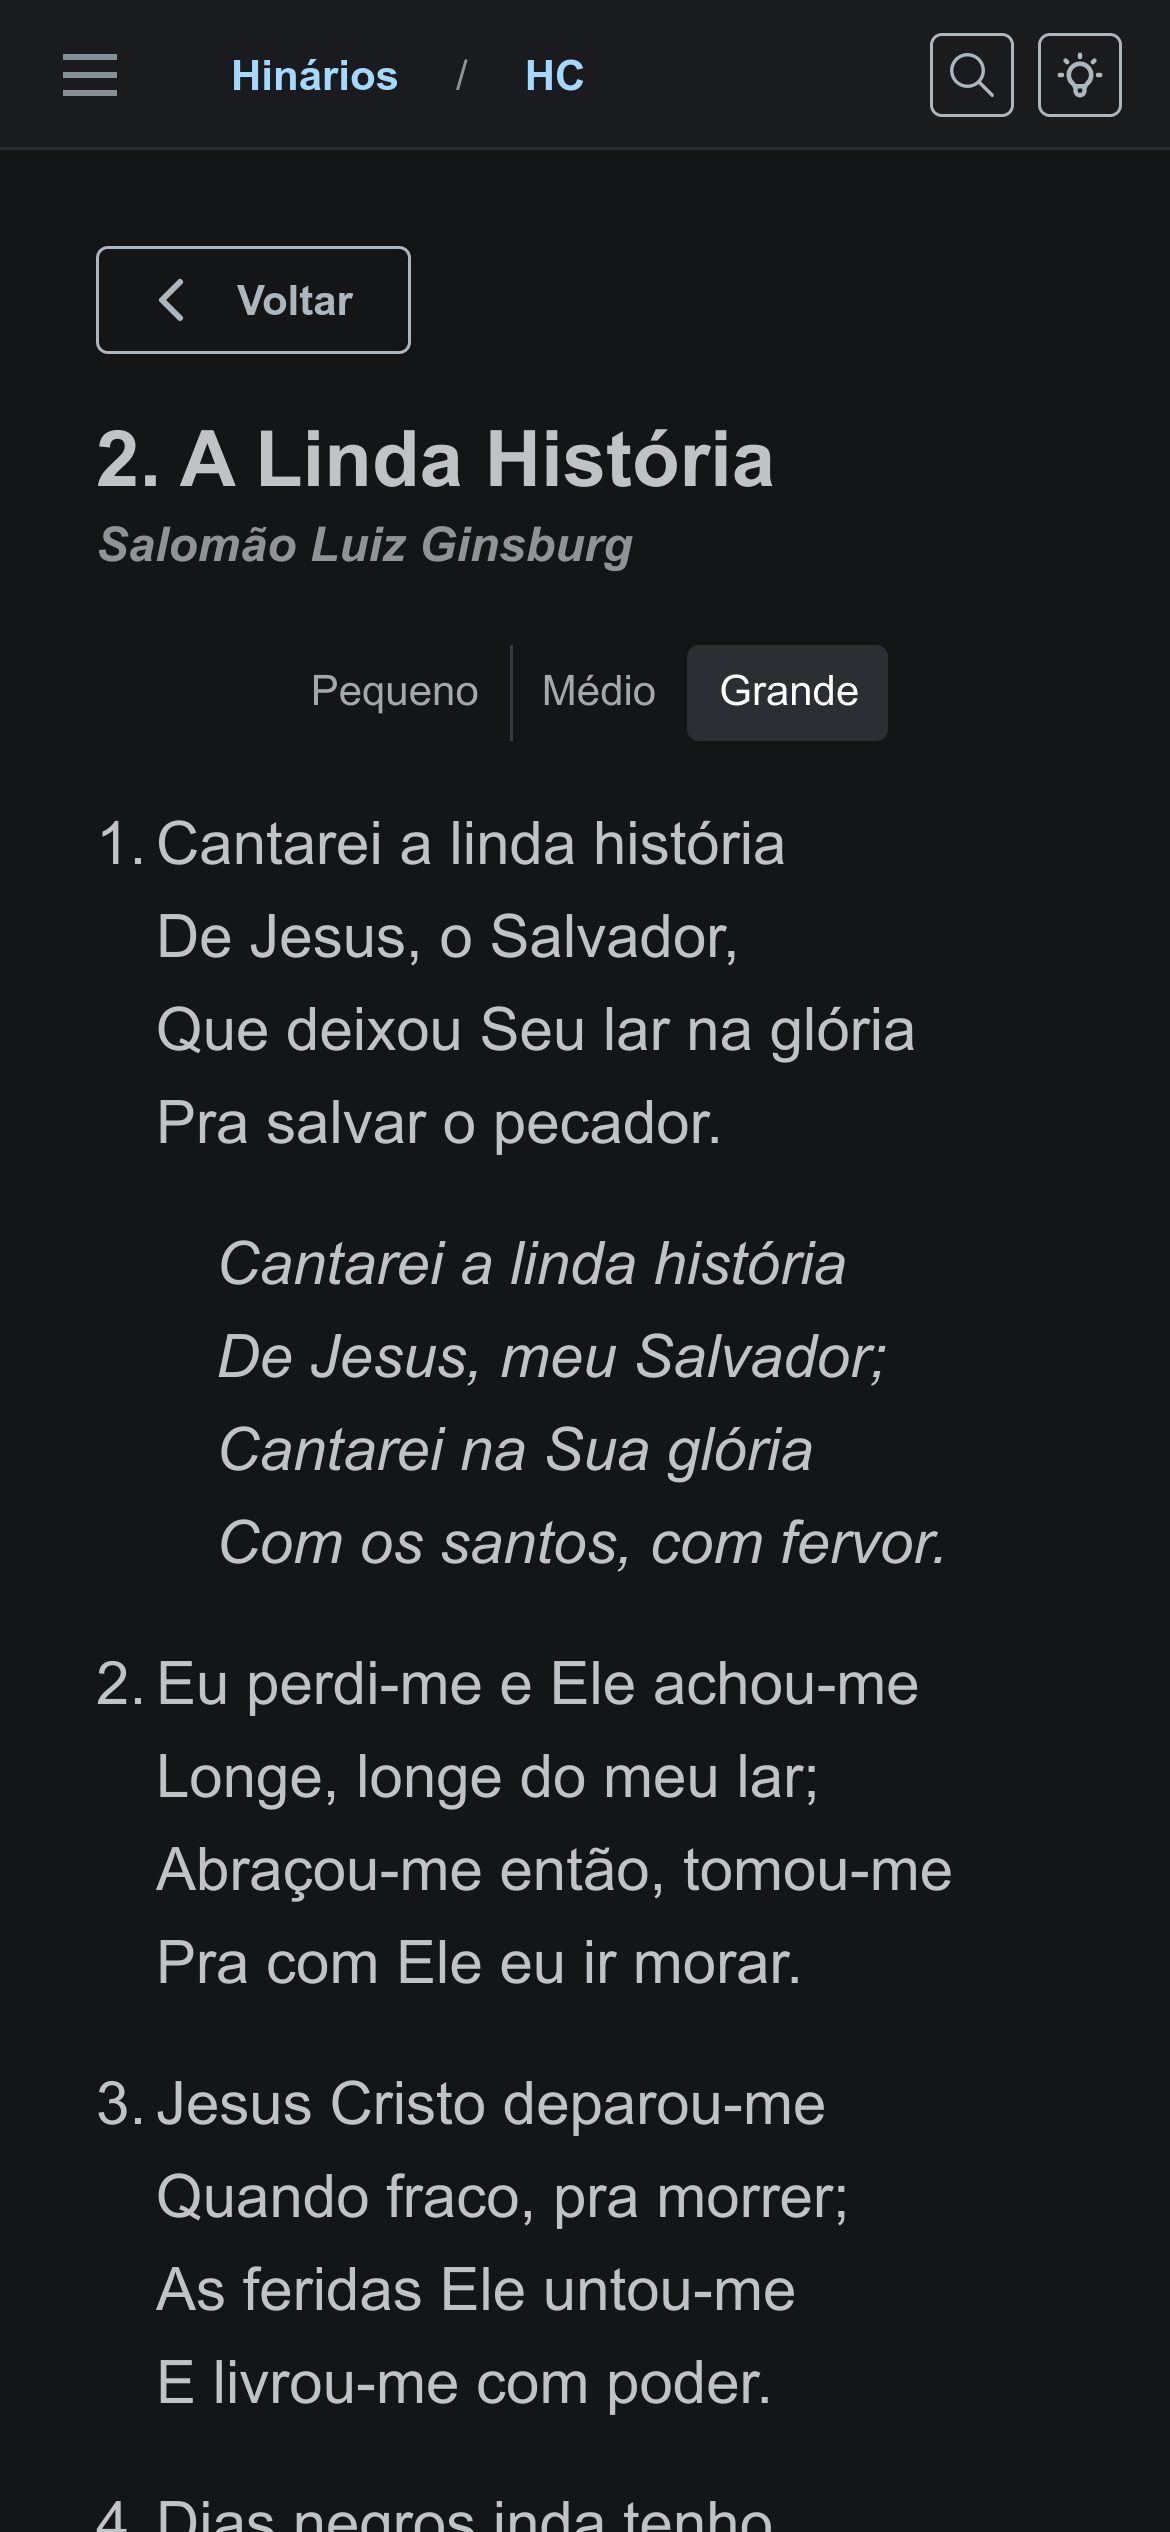 Hinários / HC
Voltar
2. A Linda História
Salomão Luiz Ginsburg
Pequeno Médio Grande
1. Cantarei a linda história
De Jesus, o Salvador,
Que deixou Seu lar na glória
Pra salvar o pecador.
Cantarei a linda história
De Jesus, meu Salvador;
Cantarei na Sua glória
Com os santos, com fervor.
2. Eu perdi-me e Ele achou-me
Longe, longe do meu lar;
Abraçou-me então, tomou-me
Pra com Ele eu ir morar.
3. Jesus Cristo deparou-me
Quando fraco, pra morrer;
As feridas Ele untou-me
E livrou-me com poder.
4. Dias negros inda tenho